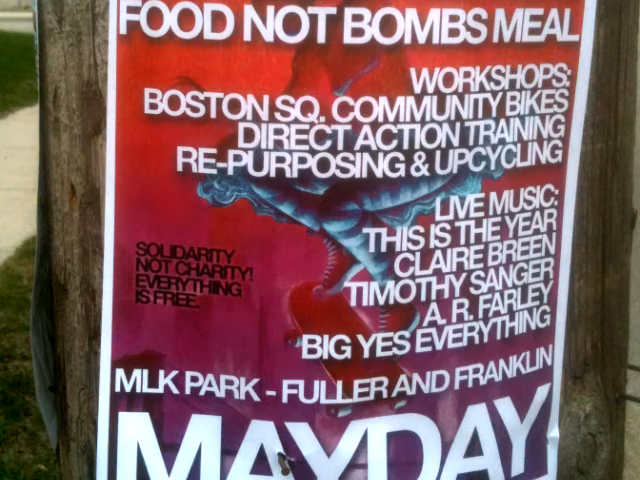 FOOD NOT BOMBS MEAL
WORKSHOPS:
BOSTON SQ. COMMUNITY BIKES
DIRECT ACTION TRAINING
RE-PURPOSING & UPCYCLING
LIVE MUSIC:
THIS IS THE YEAR
CLAIRE BREEN
TIMOTHY SANGER
A. R. FARLEY
BIG YES EVERYTHING
SOLIDARITY
NOT CHARITY!
EVERYTHING
IS FREE.
MLK PARK - FULLER AND FRANKLIN
MAYDAY